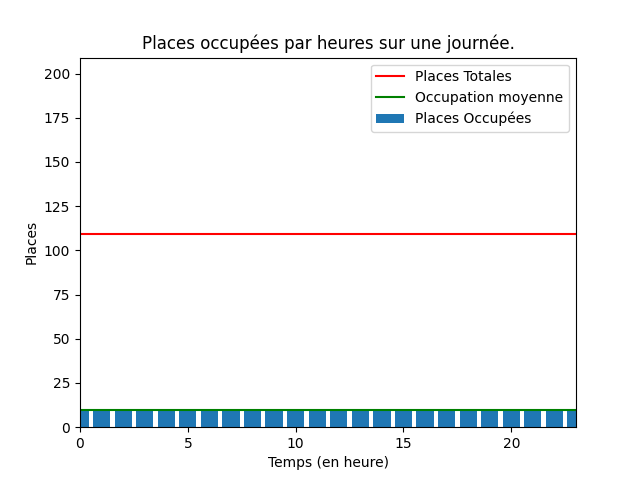 Places occupées par heures sur une journée.
Places Totales
Occupation moyenne
Places Occupées
Places
200
175
150
125
100
75
50
25
0
0 5 10 15 20
Temps (en heure)